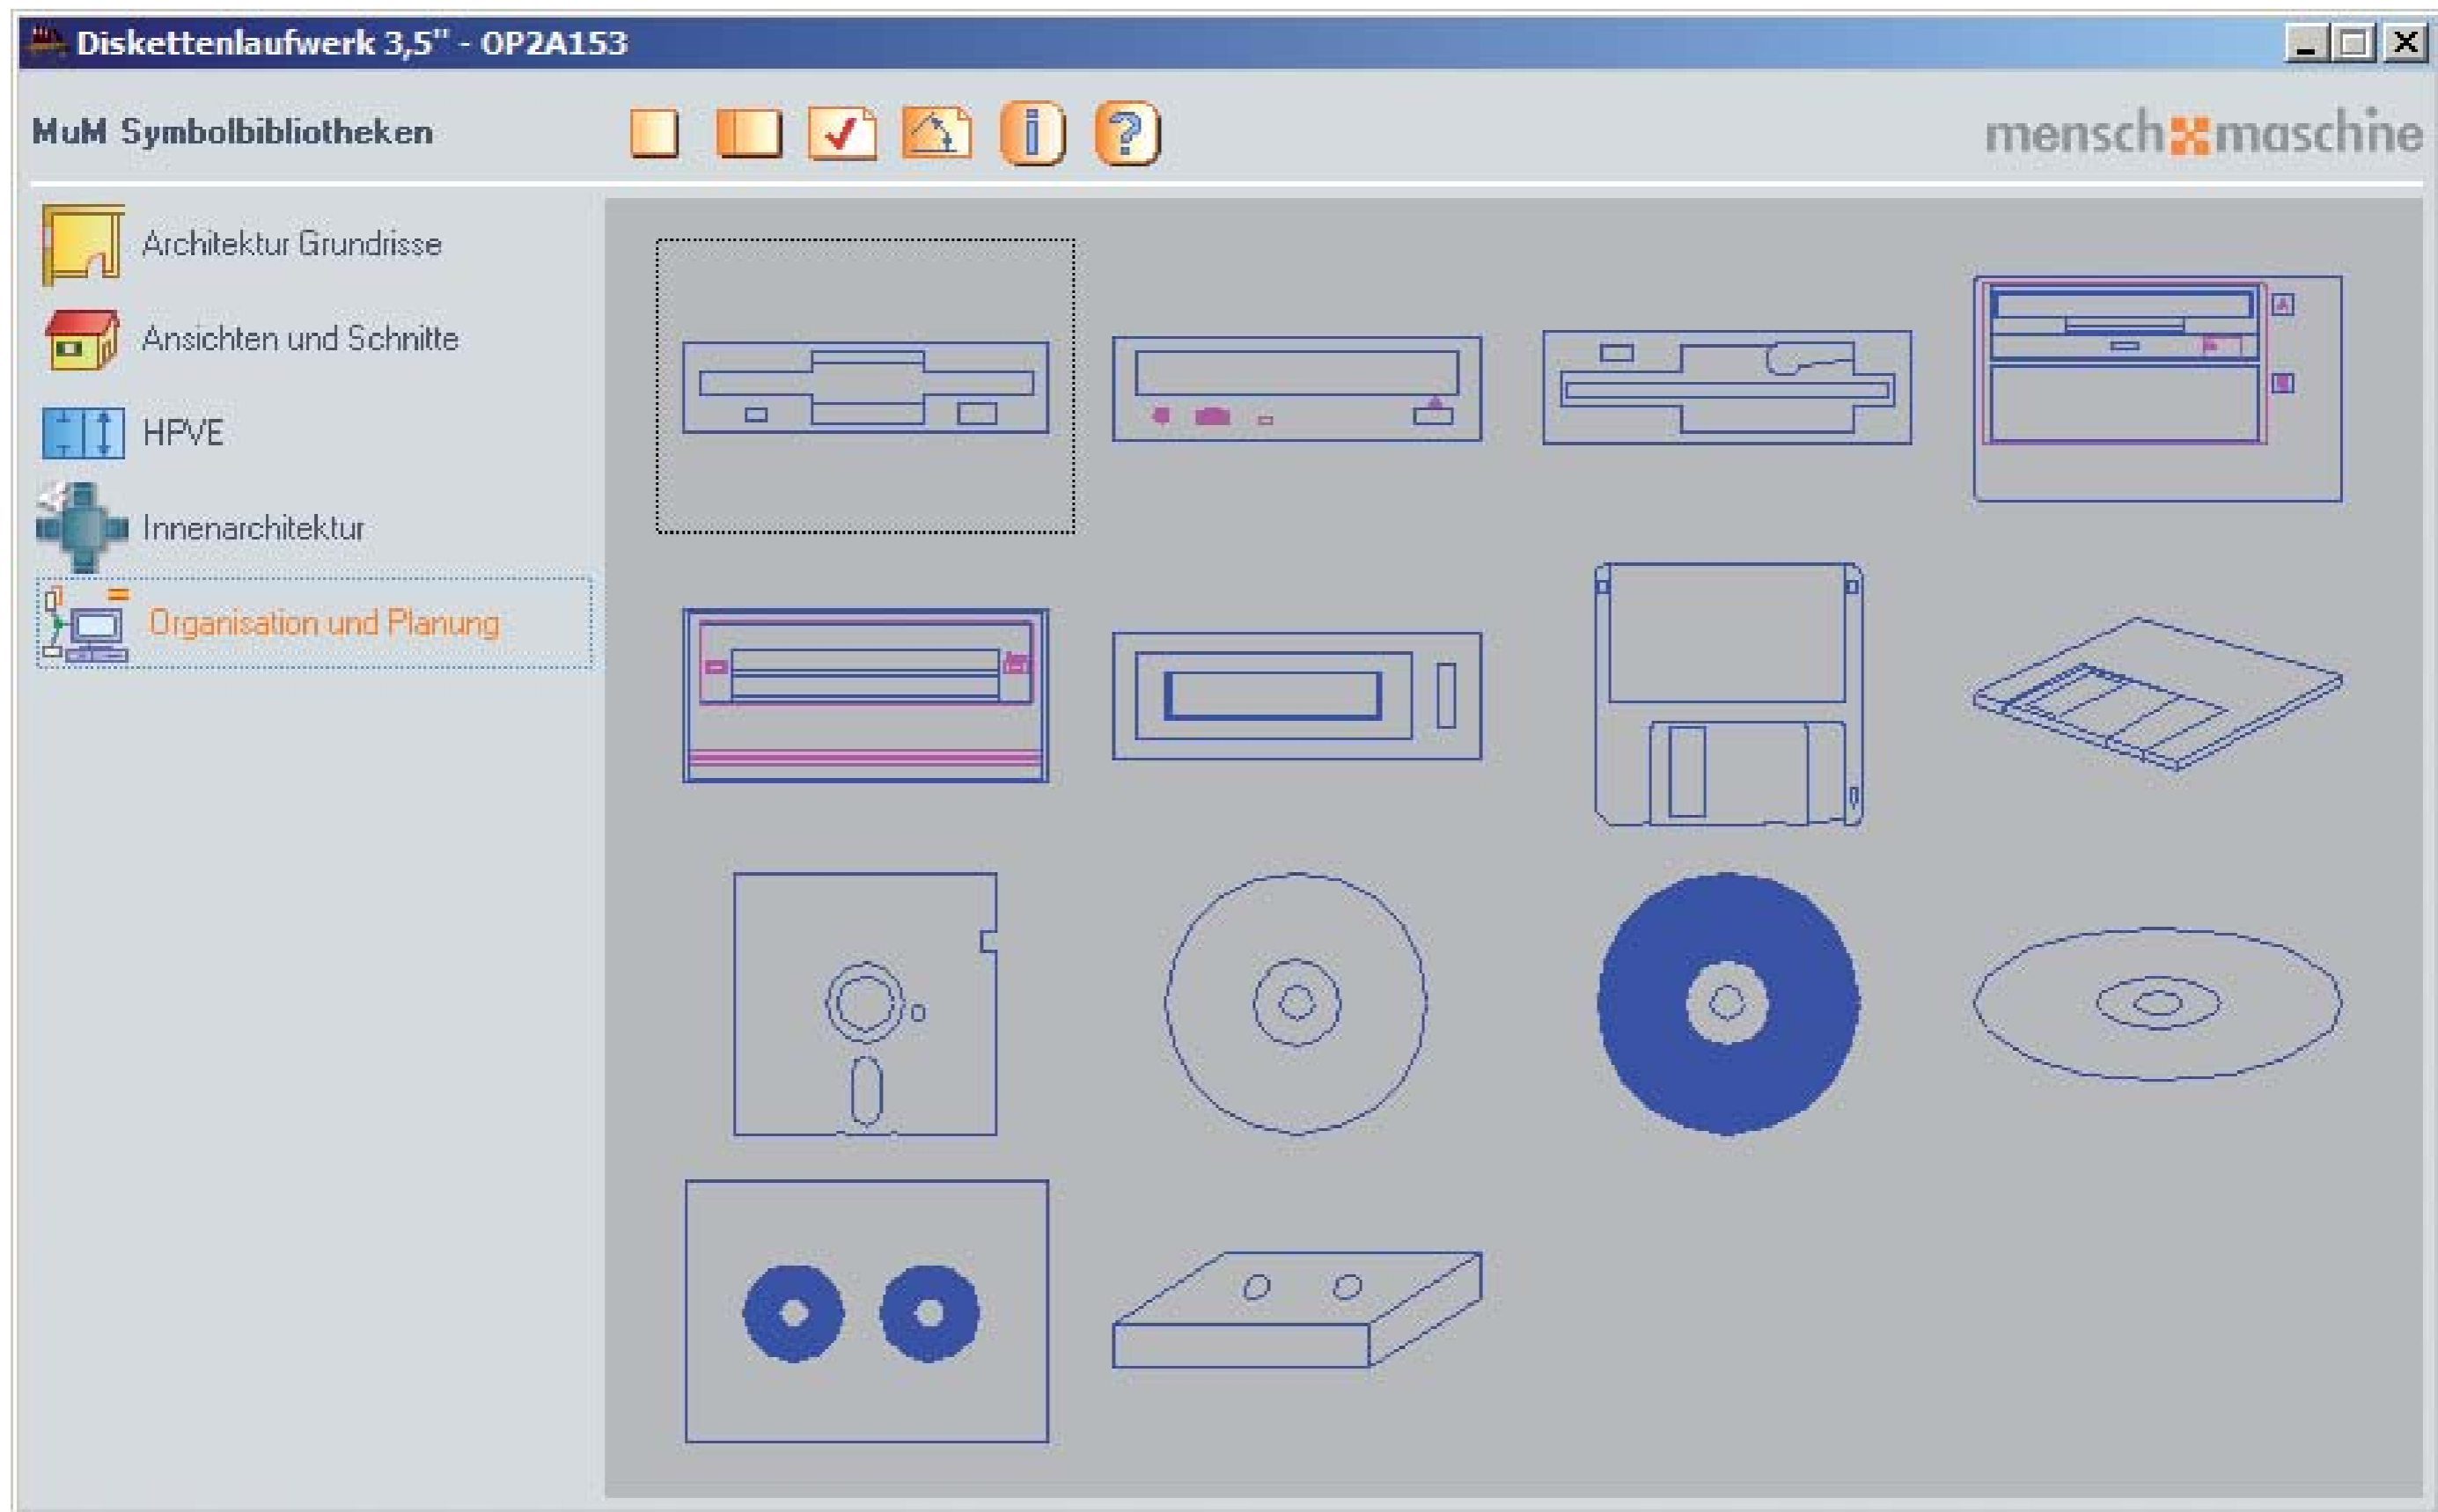 Diskettenlaufwerk 3,5" - OP2A153
MuM Symbolbibliotheken
mensch maschine
Architektur Grundrisse
Ansichten und Schnitte
HPVE
Innenarchitektur
Organisation und Planung